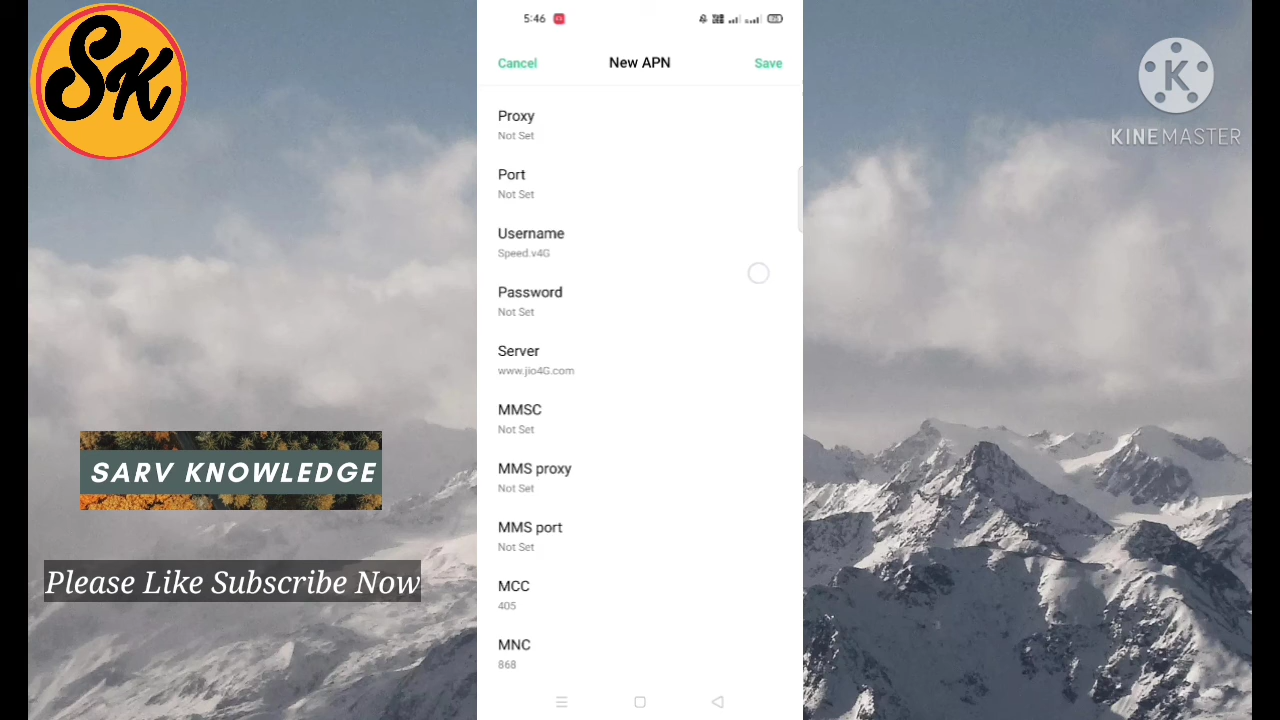 SK
SARV KNOWLEDGE
Please Like Subscribe Now
5:46
Cancel
New APN
Save
Proxy
Not Set
Port
Not Set
Username
Speed.v4G
Password
Not Set
Server
www.jio4G.com
MMSC
Not Set
MMS proxy
Not Set
MMS port
Not Set
MCC
405
MNC
868
K
KINEMASTER